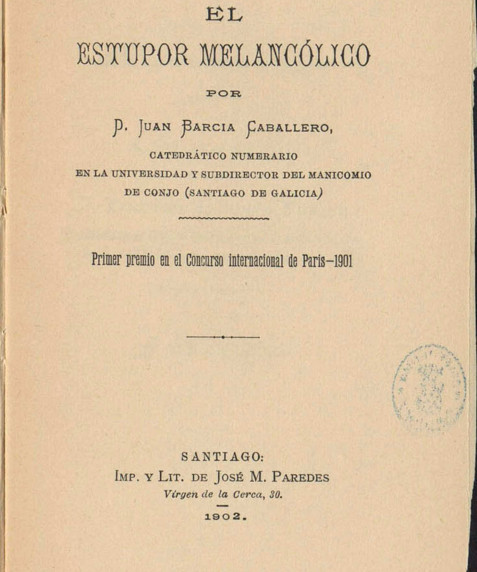 EL
ESTUPOR MELANCÓLICO
POR
D. JUAN BARCIA CABALLERO,
CATEDRÁTICO NUMERARIO
EN LA UNIVERSIDAD Y SUBDIRECTOR DEL MANICOMIO
DE CONJO (SANTIAGO DE GALICIA)
Primer premio en el Concurso internacional de París—1901
SANTIAGO:
IMP. Y LIT. DE JOSÉ M. PAREDES
Virgen de la Cerca, 30.
1902.